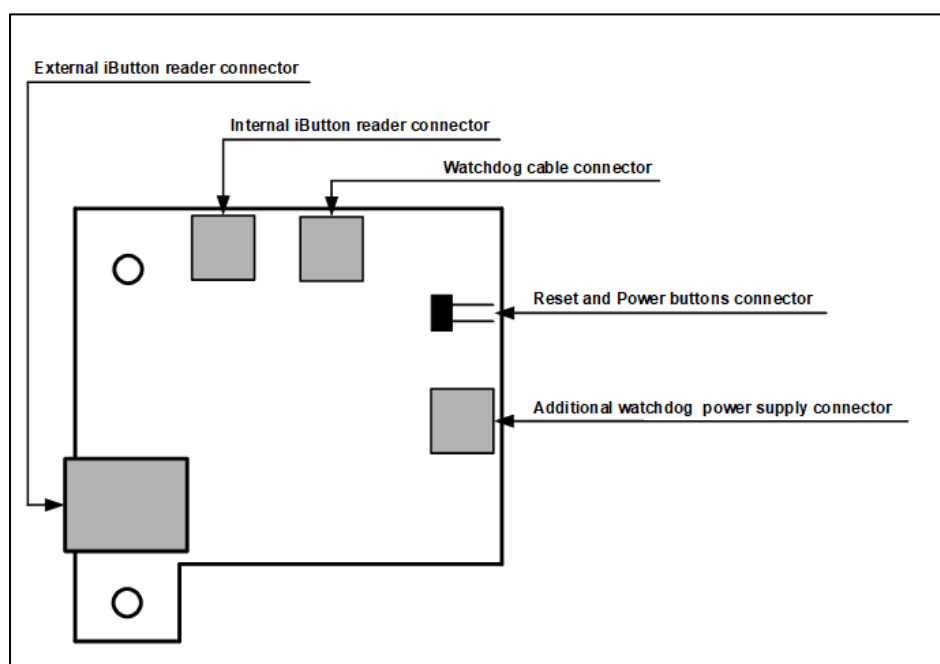 External iButton reader connector
Internal iButton reader connector
Watchdog cable connector
Reset and Power buttons connector
Additional watchdog power supply connector